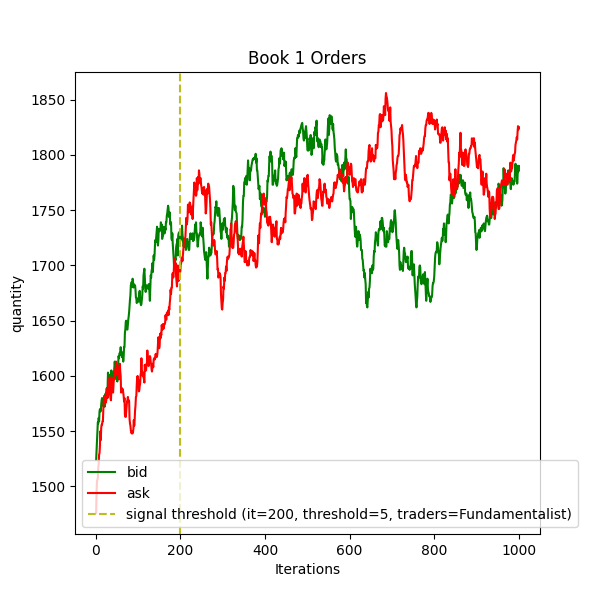 Book 1 Orders
quantity
1850
1800
1750
1700
1650
1600
1550
1500
bid
ask
signal threshold (it=200, threshold=5, traders=Fundamentalist)
0 200 400 600 800 1000
Iterations